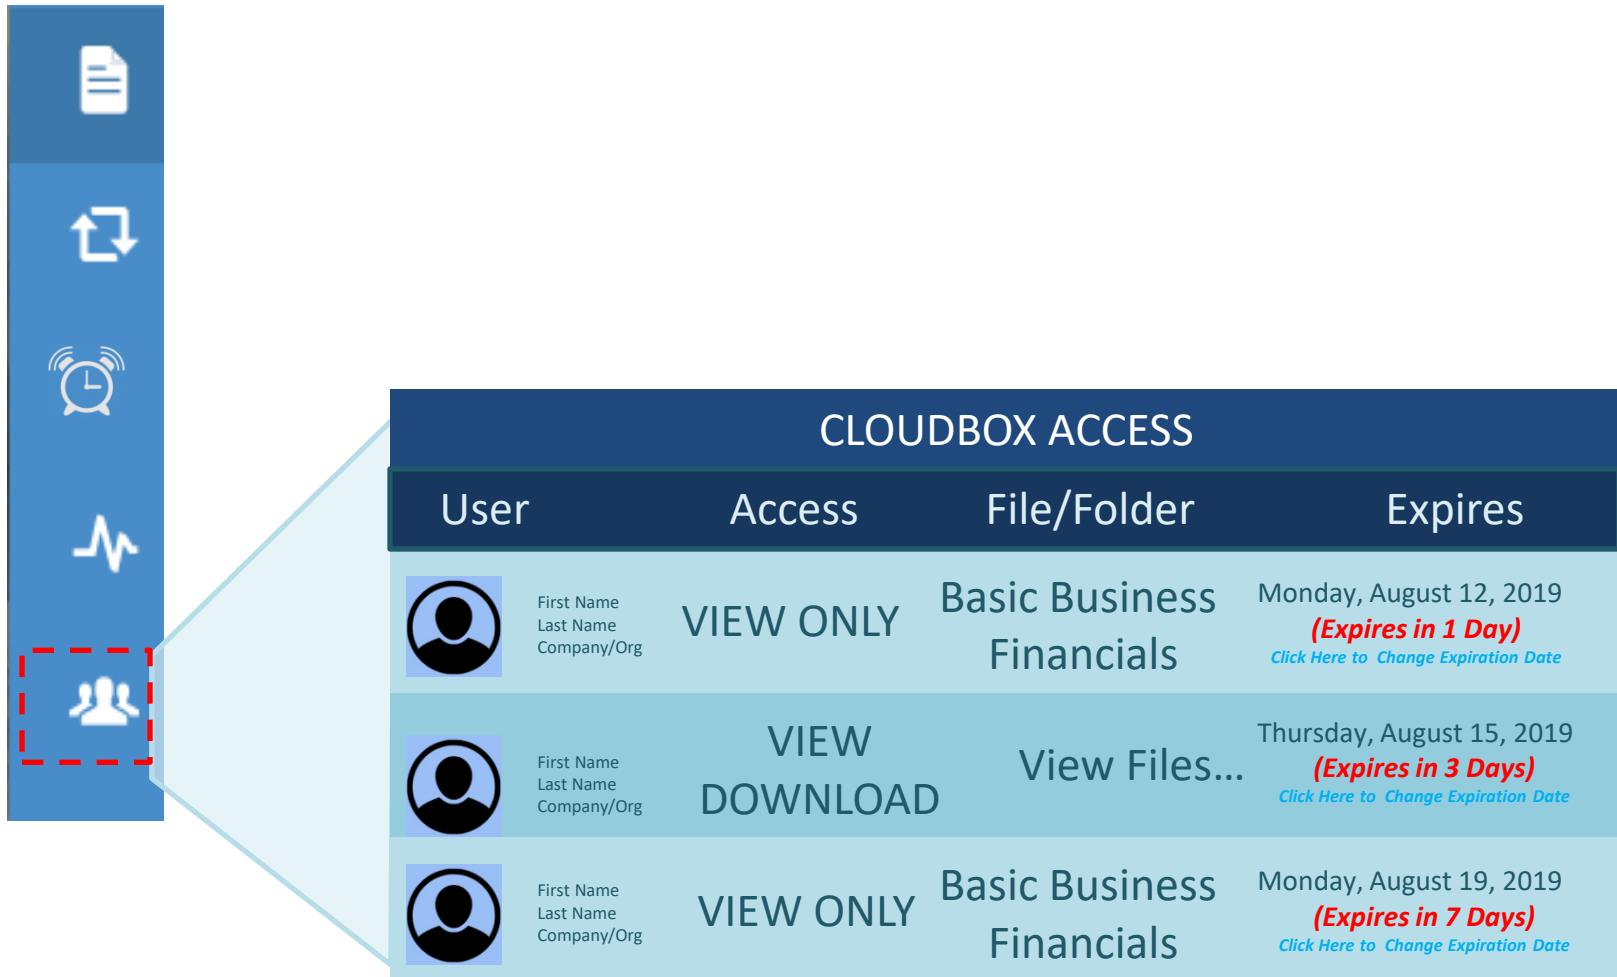 CLOUDBOX ACCESS
User Access File/Folder Expires
First Name
Last Name
Company/Org
VIEW ONLY
Basic Business
Financials
Monday, August 12, 2019
(Expires in 1 Day)
Click Here to Change Expiration Date
First Name
Last Name
Company/Org
VIEW
DOWNLOAD
View Files...
Thursday, August 15, 2019
(Expires in 3 Days)
Click Here to Change Expiration Date
First Name
Last Name
Company/Org
VIEW ONLY
Basic Business
Financials
Monday, August 19, 2019
(Expires in 7 Days)
Click Here to Change Expiration Date